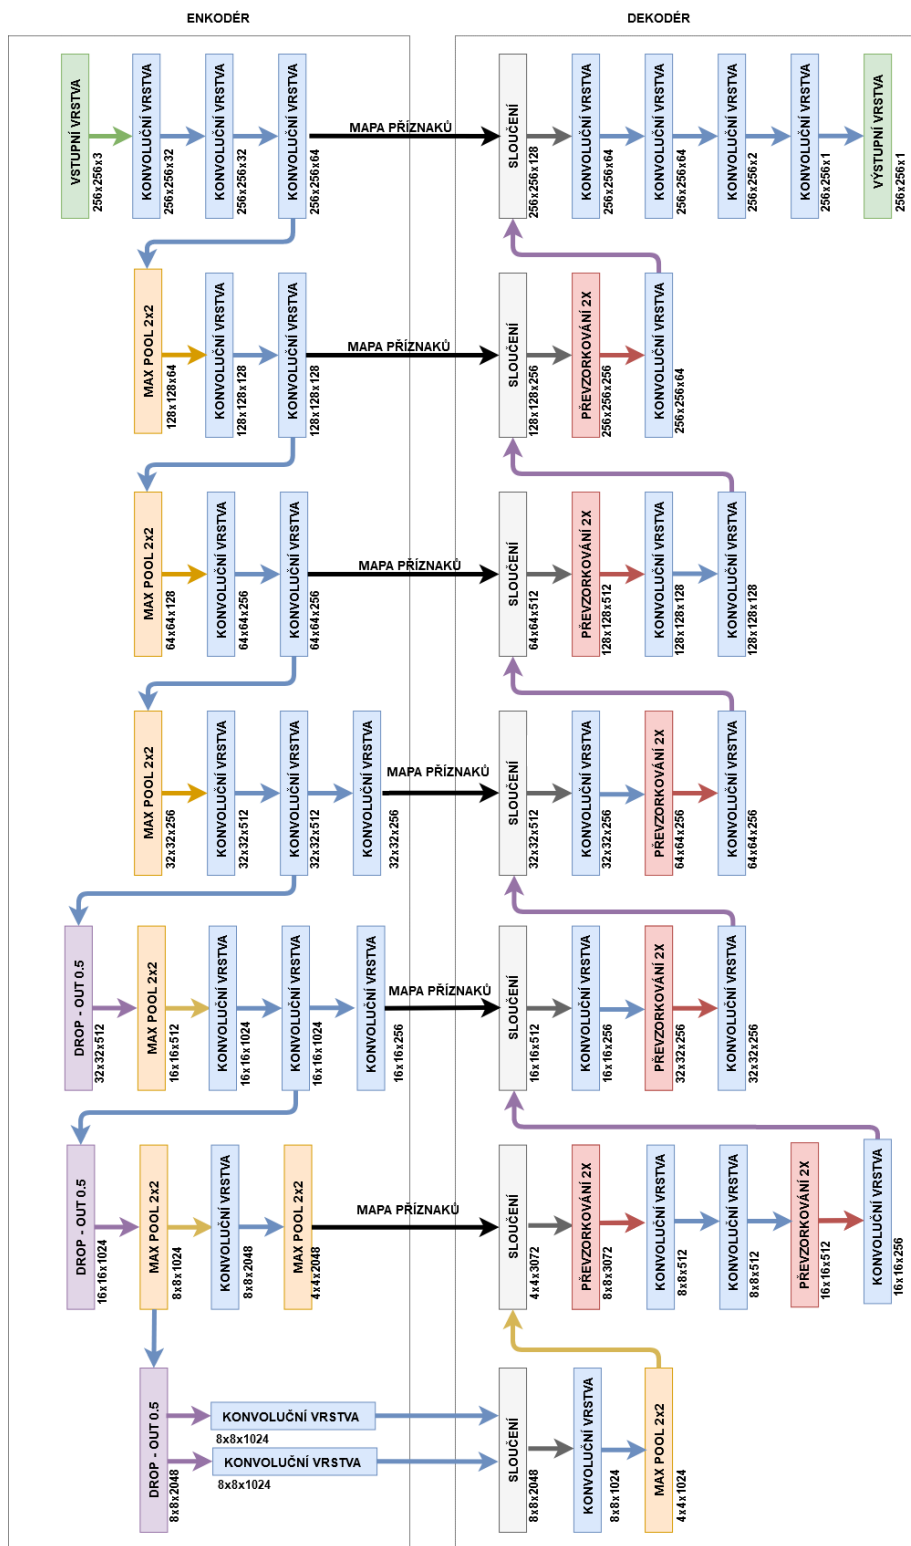 ENKODÉR
DEKODÉR
VSTUPNÍ VRSTVA
256x256x3
KONVOLUČNÍ VRSTVA
256x256x32
KONVOLUČNÍ VRSTVA
256x256x32
KONVOLUČNÍ VRSTVA
256x256x64
MAPA PŘÍZNAKŮ
SLOUČENÍ
256x256x128
KONVOLUČNÍ VRSTVA
256x256x64
KONVOLUČNÍ VRSTVA
256x256x64
KONVOLUČNÍ VRSTVA
256x256x2
KONVOLUČNÍ VRSTVA
256x256x1
VÝSTUPNÍ VRSTVA
256x256x1
MAX POOL 2x2
128x128x64
KONVOLUČNÍ VRSTVA
128x128x128
KONVOLUČNÍ VRSTVA
128x128x128
MAPA PŘÍZNAKŮ
SLOUČENÍ
128x128x256
PŘEVZORKOVÁNÍ 2X
256x256x256
KONVOLUČNÍ VRSTVA
256x256x64
MAX POOL 2x2
64x64x128
KONVOLUČNÍ VRSTVA
64x64x256
KONVOLUČNÍ VRSTVA
64x64x256
MAPA PŘÍZNAKŮ
SLOUČENÍ
64x64x512
PŘEVZORKOVÁNÍ 2X
128x128x512
KONVOLUČNÍ VRSTVA
128x128x128
KONVOLUČNÍ VRSTVA
128x128x128
MAX POOL 2x2
32x32x256
KONVOLUČNÍ VRSTVA
32x32x512
KONVOLUČNÍ VRSTVA
32x32x512
KONVOLUČNÍ VRSTVA
32x32x256
MAPA PŘÍZNAKŮ
SLOUČENÍ
32x32x512
KONVOLUČNÍ VRSTVA
32x32x256
PŘEVZORKOVÁNÍ 2X
64x64x256
KONVOLUČNÍ VRSTVA
64x64x256
DROP - OUT 0.5
32x32x512
MAX POOL 2x2
16x16x512
KONVOLUČNÍ VRSTVA
16x16x1024
KONVOLUČNÍ VRSTVA
16x16x1024
KONVOLUČNÍ VRSTVA
16x16x256
MAPA PŘÍZNAKŮ
SLOUČENÍ
16x16x512
KONVOLUČNÍ VRSTVA
16x16x256
PŘEVZORKOVÁNÍ 2X
32x32x256
KONVOLUČNÍ VRSTVA
32x32x256
DROP - OUT 0.5
16x16x1024
MAX POOL 2x2
8x8x1024
KONVOLUČNÍ VRSTVA
8x8x2048
MAX POOL 2x2
4x4x2048
MAPA PŘÍZNAKŮ
SLOUČENÍ
4x4x3072
PŘEVZORKOVÁNÍ 2X
8x8x3072
KONVOLUČNÍ VRSTVA
8x8x512
KONVOLUČNÍ VRSTVA
8x8x512
PŘEVZORKOVÁNÍ 2X
16x16x512
KONVOLUČNÍ VRSTVA
16x16x256
DROP - OUT 0.5
8x8x2048
KONVOLUČNÍ VRSTVA
8x8x1024
KONVOLUČNÍ VRSTVA
8x8x1024
SLOUČENÍ
8x8x2048
KONVOLUČNÍ VRSTVA
8x8x1024
MAX POOL 2x2
4x4x1024